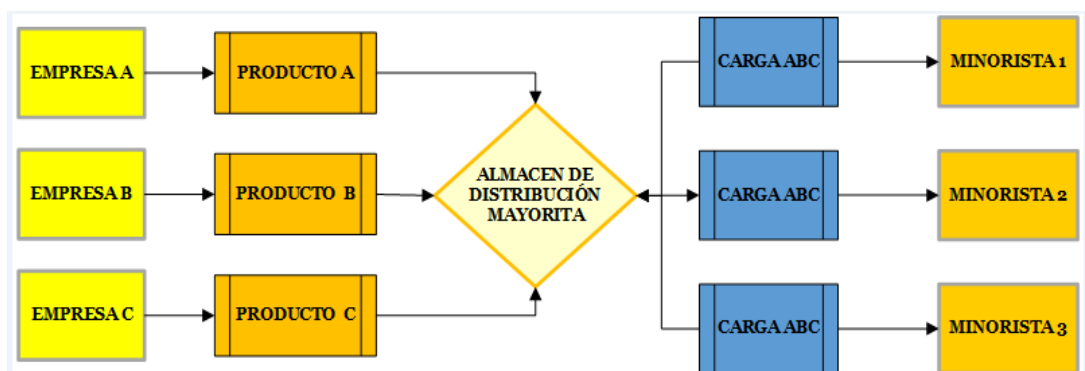 EMPRESA A
PRODUCTO A
CARGA ABC
MINORISTA 1
EMPRESA B
PRODUCTO B
ALMACEN DE
DISTRIBUCIÓN
MAYORITA
CARGA ABC
MINORISTA 2
EMPRESA C
PRODUCTO C
CARGA ABC
MINORISTA 3